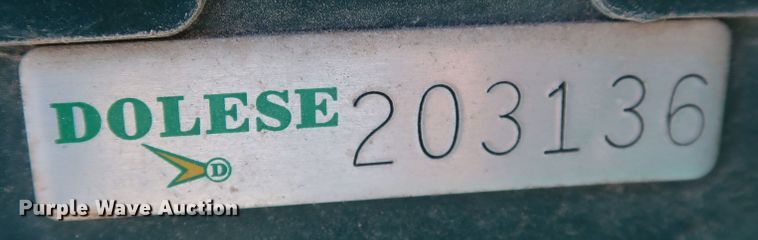 DOLESE 203136
D
Purple Wave Auction